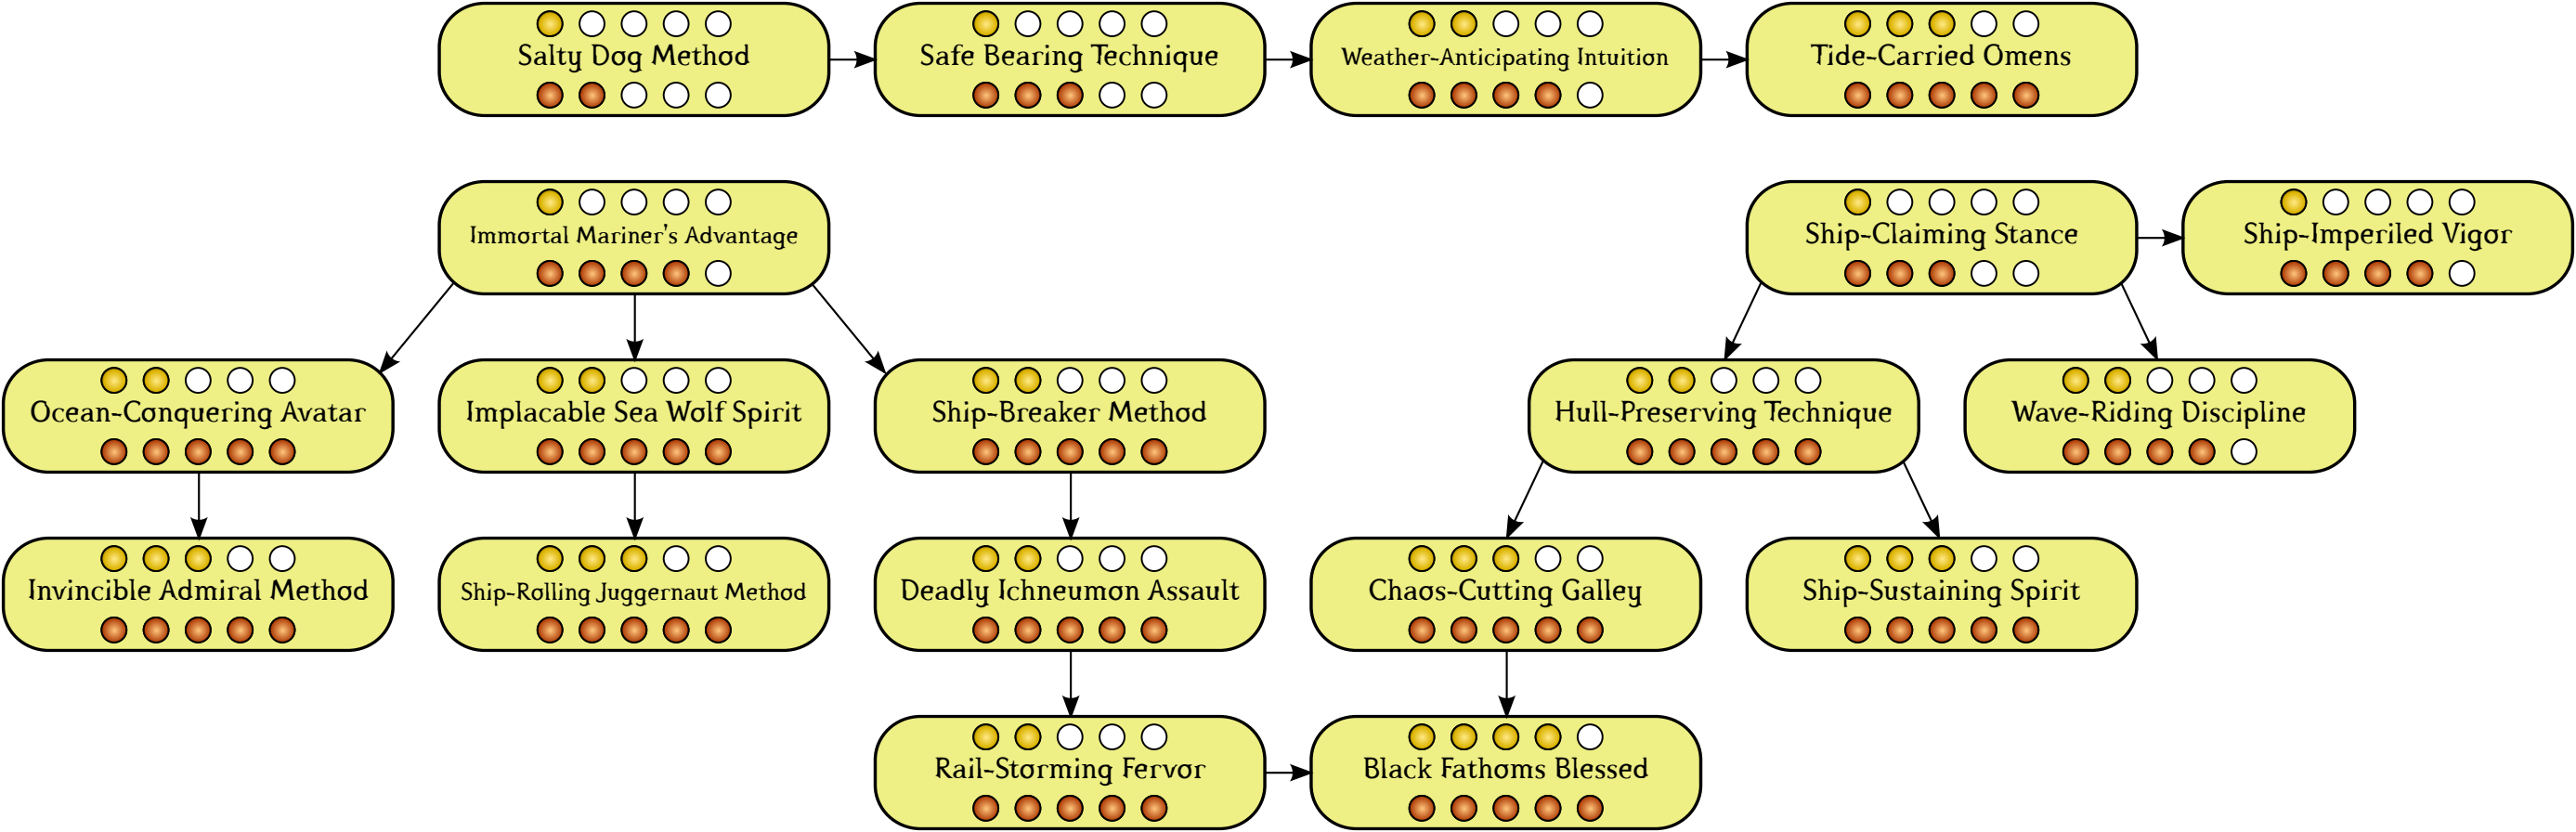 Salty Dog Method
Safe Bearing Technique
Weather-Anticipating Intuition
Tide-Carried Omens
Immortal Mariner's Advantage
Ship-Claiming Stance
Ship-Imperiled Vigor
Ocean-Conquering Avatar
Implacable Sea Wolf Spirit
Ship-Breaker Method
Hull-Preserving Technique
Wave-Riding Discipline
Invincible Admiral Method
Ship-Rolling Juggernaut Method
Deadly Ichneumon Assault
Chaos-Cutting Galley
Ship-Sustaining Spirit
Rail-Storming Fervor
Black Fathoms Blessed